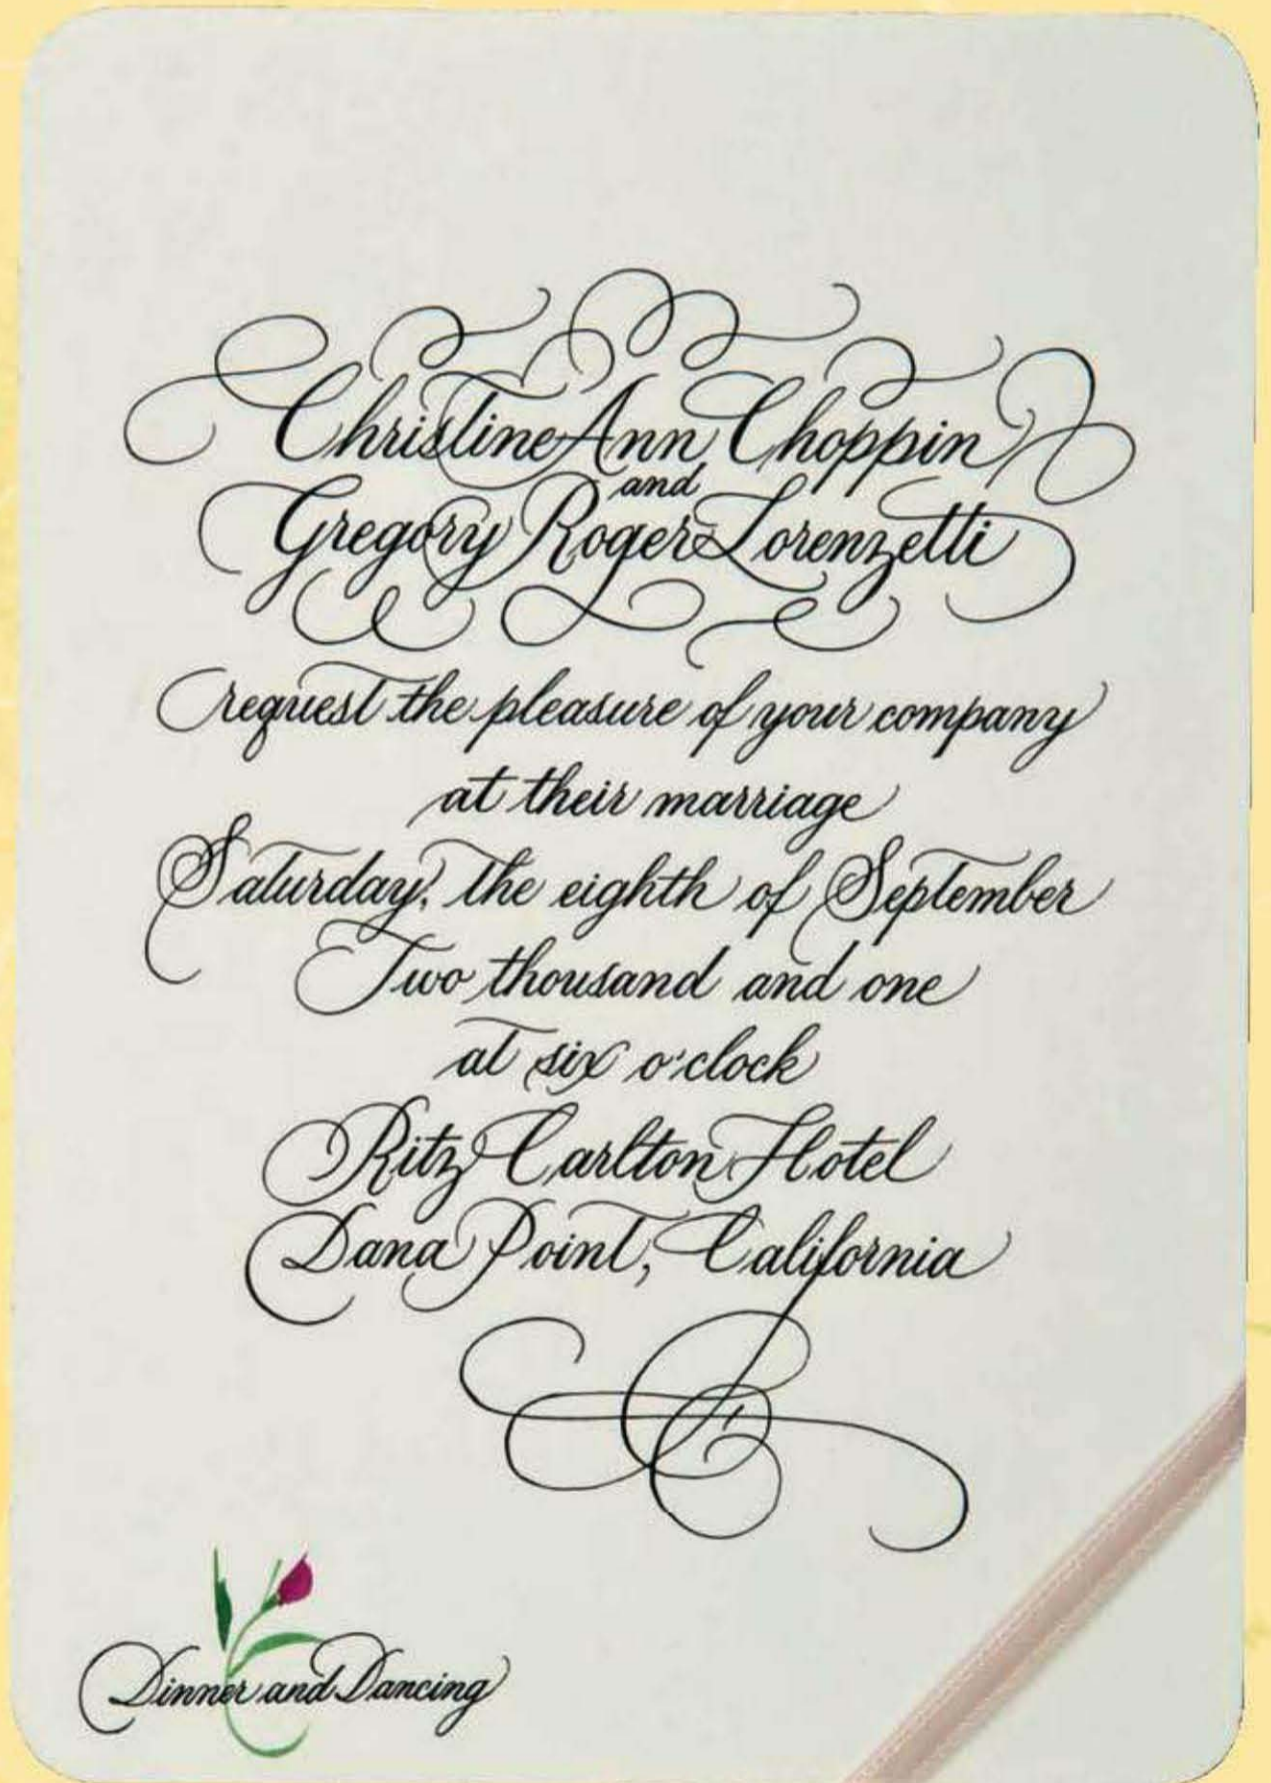 Christine Ann Choppin
and
Gregory Roger Lorenzetti
request the pleasure of your company
at their marriage
Saturday, the eighth of September
Two thousand and one
at six o'clock
Ritz Carlton Hotel
Dana Point, California
Dinner and Dancing